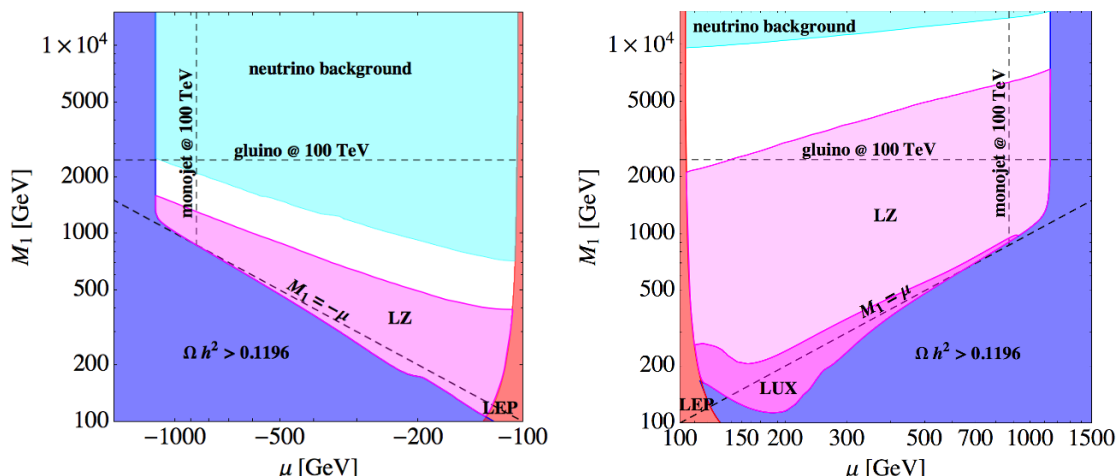 1 × 10⁴
5000
2000
1000
500
200
100
M₁ [GeV]
neutrino background
monojet @ 100 TeV
gluino @ 100 TeV
M₁ = −μ
LZ
Ω h² > 0.1196
LEP
−1000
−500
−200
−100
μ [GeV]
1 × 10⁴
5000
2000
1000
500
200
100
M₁ [GeV]
neutrino background
gluino @ 100 TeV
monojet @ 100 TeV
LZ
M₁ = μ
Ω h² > 0.1196
LUX
LEP
100
150
200
300
500
700
1000
1500
μ [GeV]